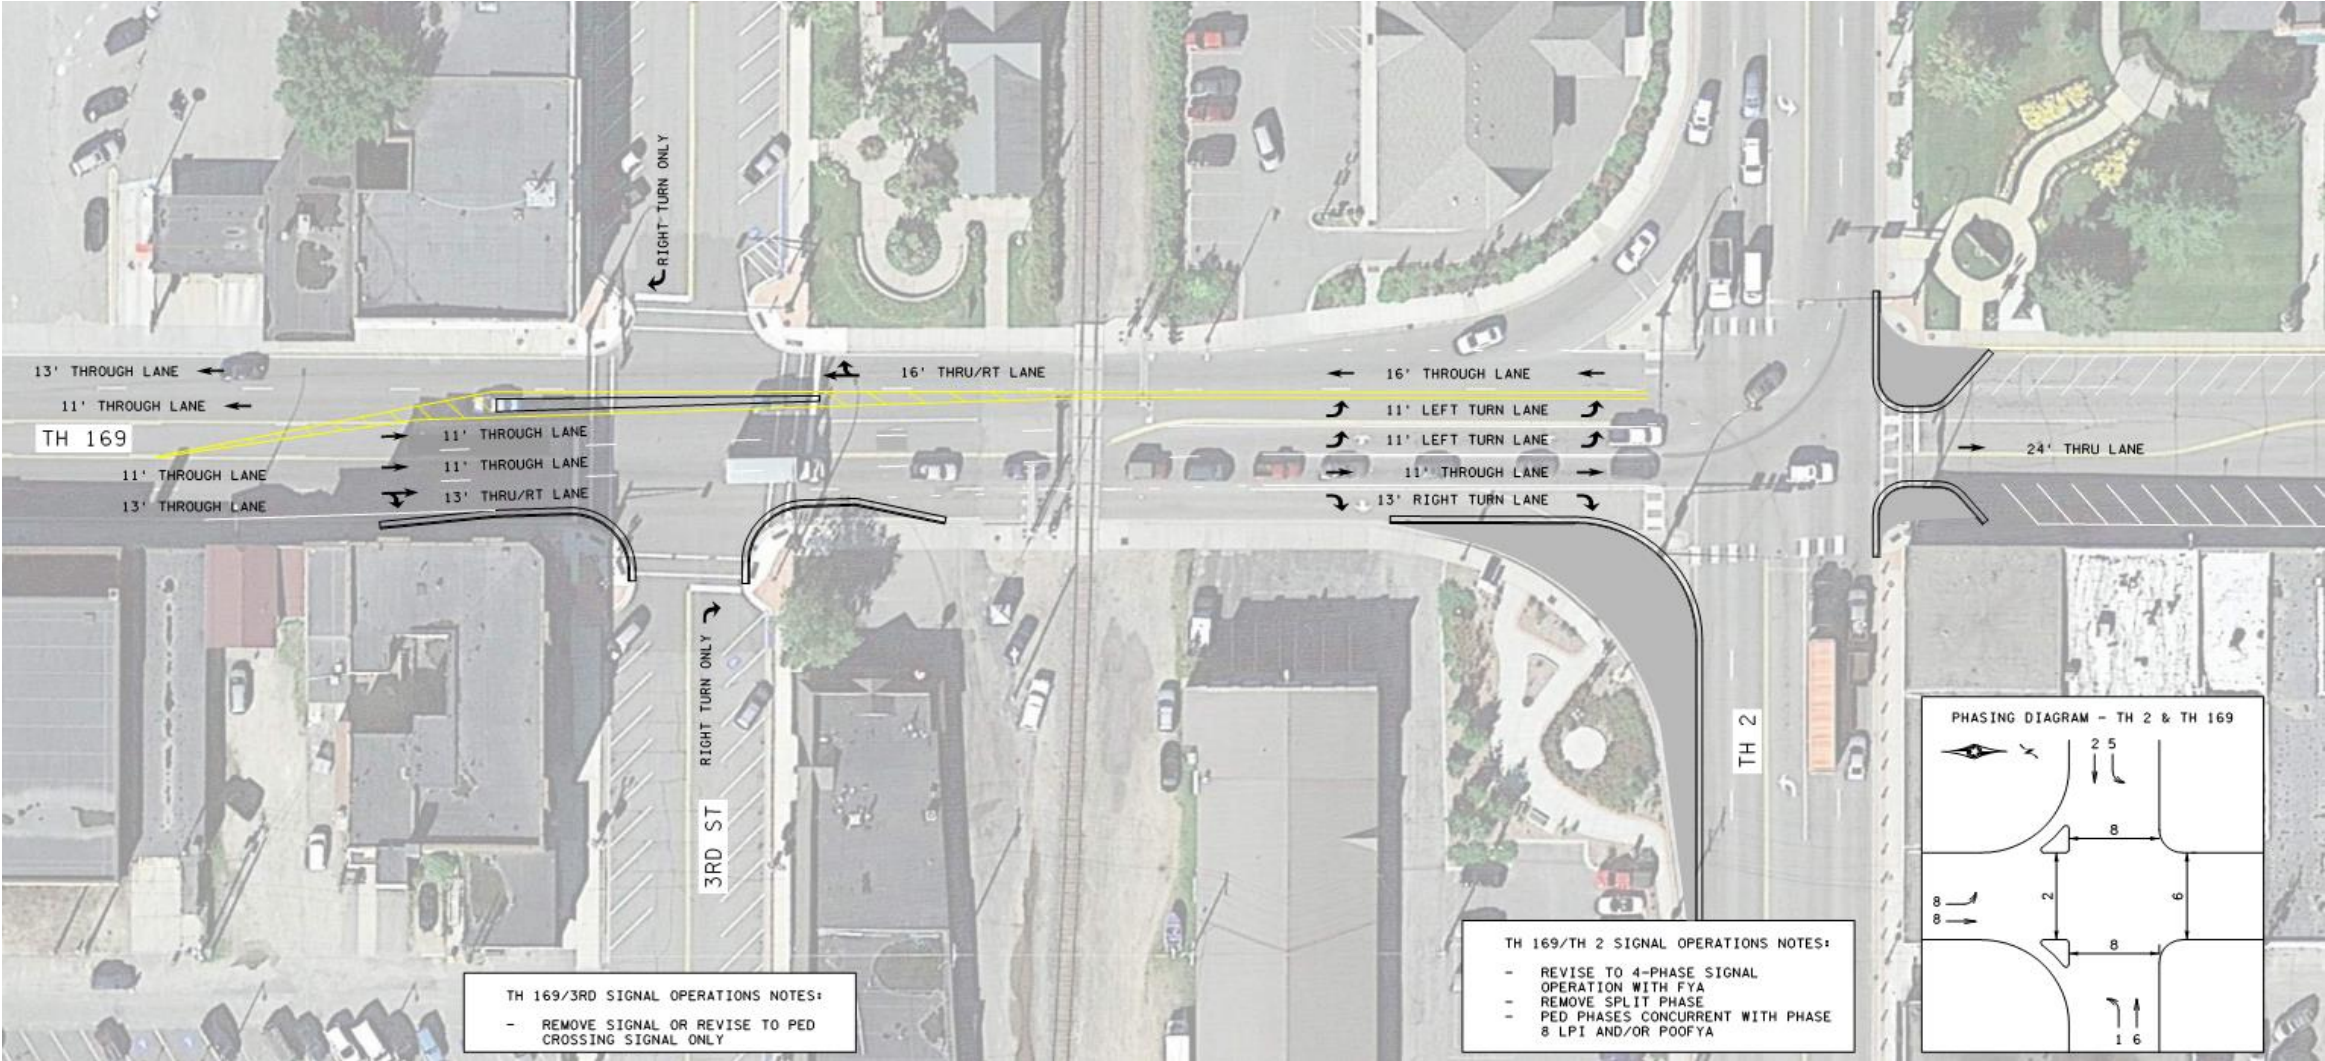 RIGHT TURN ONLY
13' THROUGH LANE
16' THRU/RT LANE
16' THROUGH LANE
11' THROUGH LANE
11' LEFT TURN LANE
TH 169
11' THROUGH LANE
11' LEFT TURN LANE
24' THRU LANE
11' THROUGH LANE
11' THROUGH LANE
11' THROUGH LANE
13' THROUGH LANE
13' THRU/RT LANE
13' RIGHT TURN LANE
RIGHT TURN ONLY
3RD ST
TH 2
PHASING DIAGRAM - TH 2 & TH 169
2 5
8
8
8
2
6
8
1 6
TH 169/3RD SIGNAL OPERATIONS NOTES:
- REMOVE SIGNAL OR REVISE TO PED
CROSSING SIGNAL ONLY
TH 169/TH 2 SIGNAL OPERATIONS NOTES:
- REVISE TO 4-PHASE SIGNAL
OPERATION WITH FYA
- REMOVE SPLIT PHASE
- PED PHASES CONCURRENT WITH PHASE
8 LPI AND/OR POOFYA